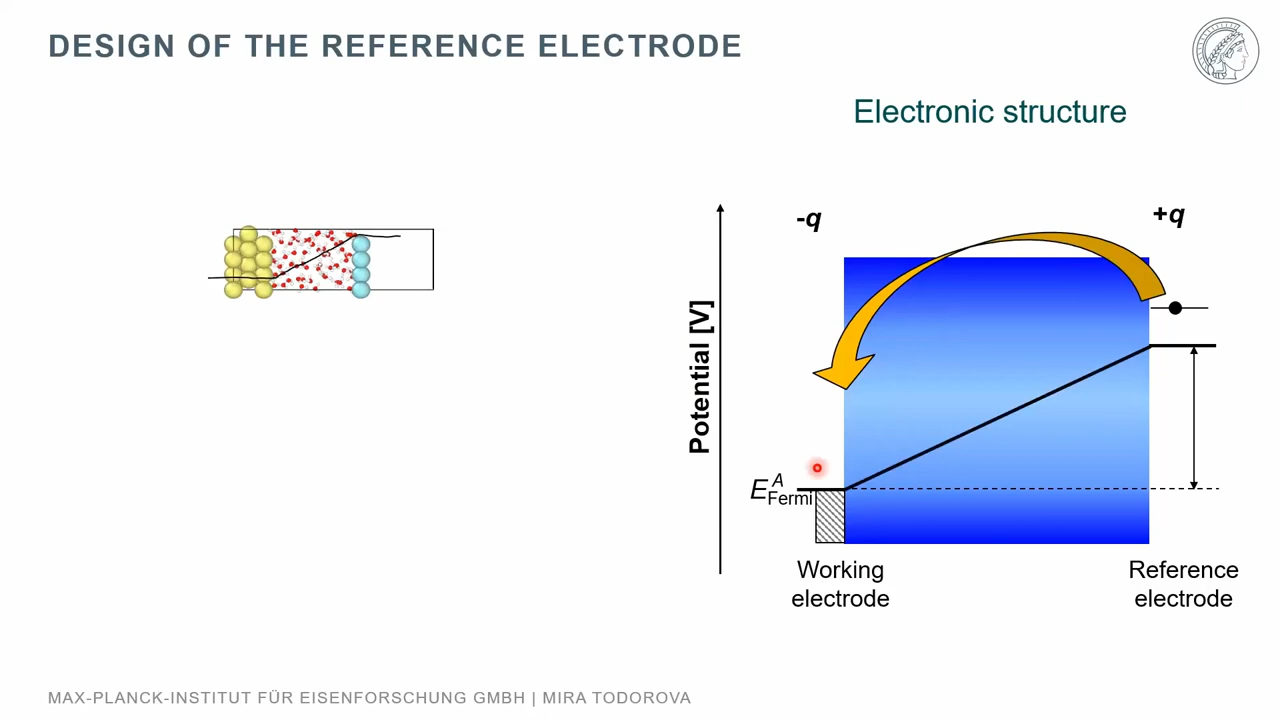 DESIGN OF THE REFERENCE ELECTRODE
Electronic structure
-q
+q
Potential [V]
E^A_Fermi
Working
electrode
Reference
electrode
MAX-PLANCK-INSTITUT FÜR EISENFORSCHUNG GMBH | MIRA TODOROVA